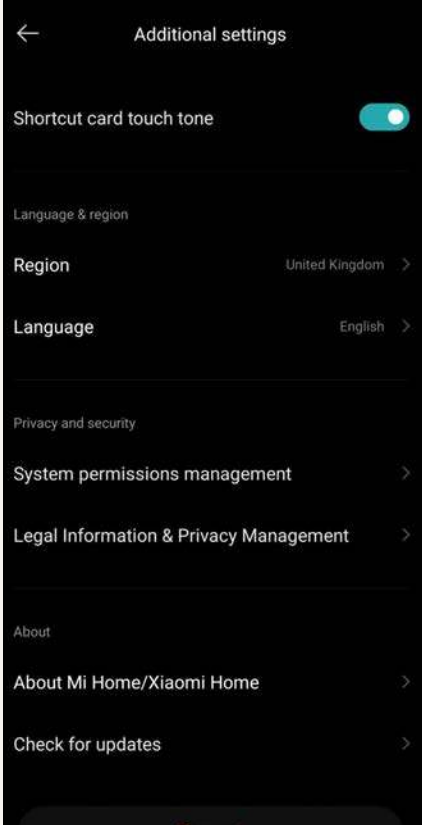 Additional settings
Shortcut card touch tone
Language & region
Region United Kingdom
Language English
Privacy and security
System permissions management
Legal Information & Privacy Management
About
About Mi Home/Xiaomi Home
Check for updates